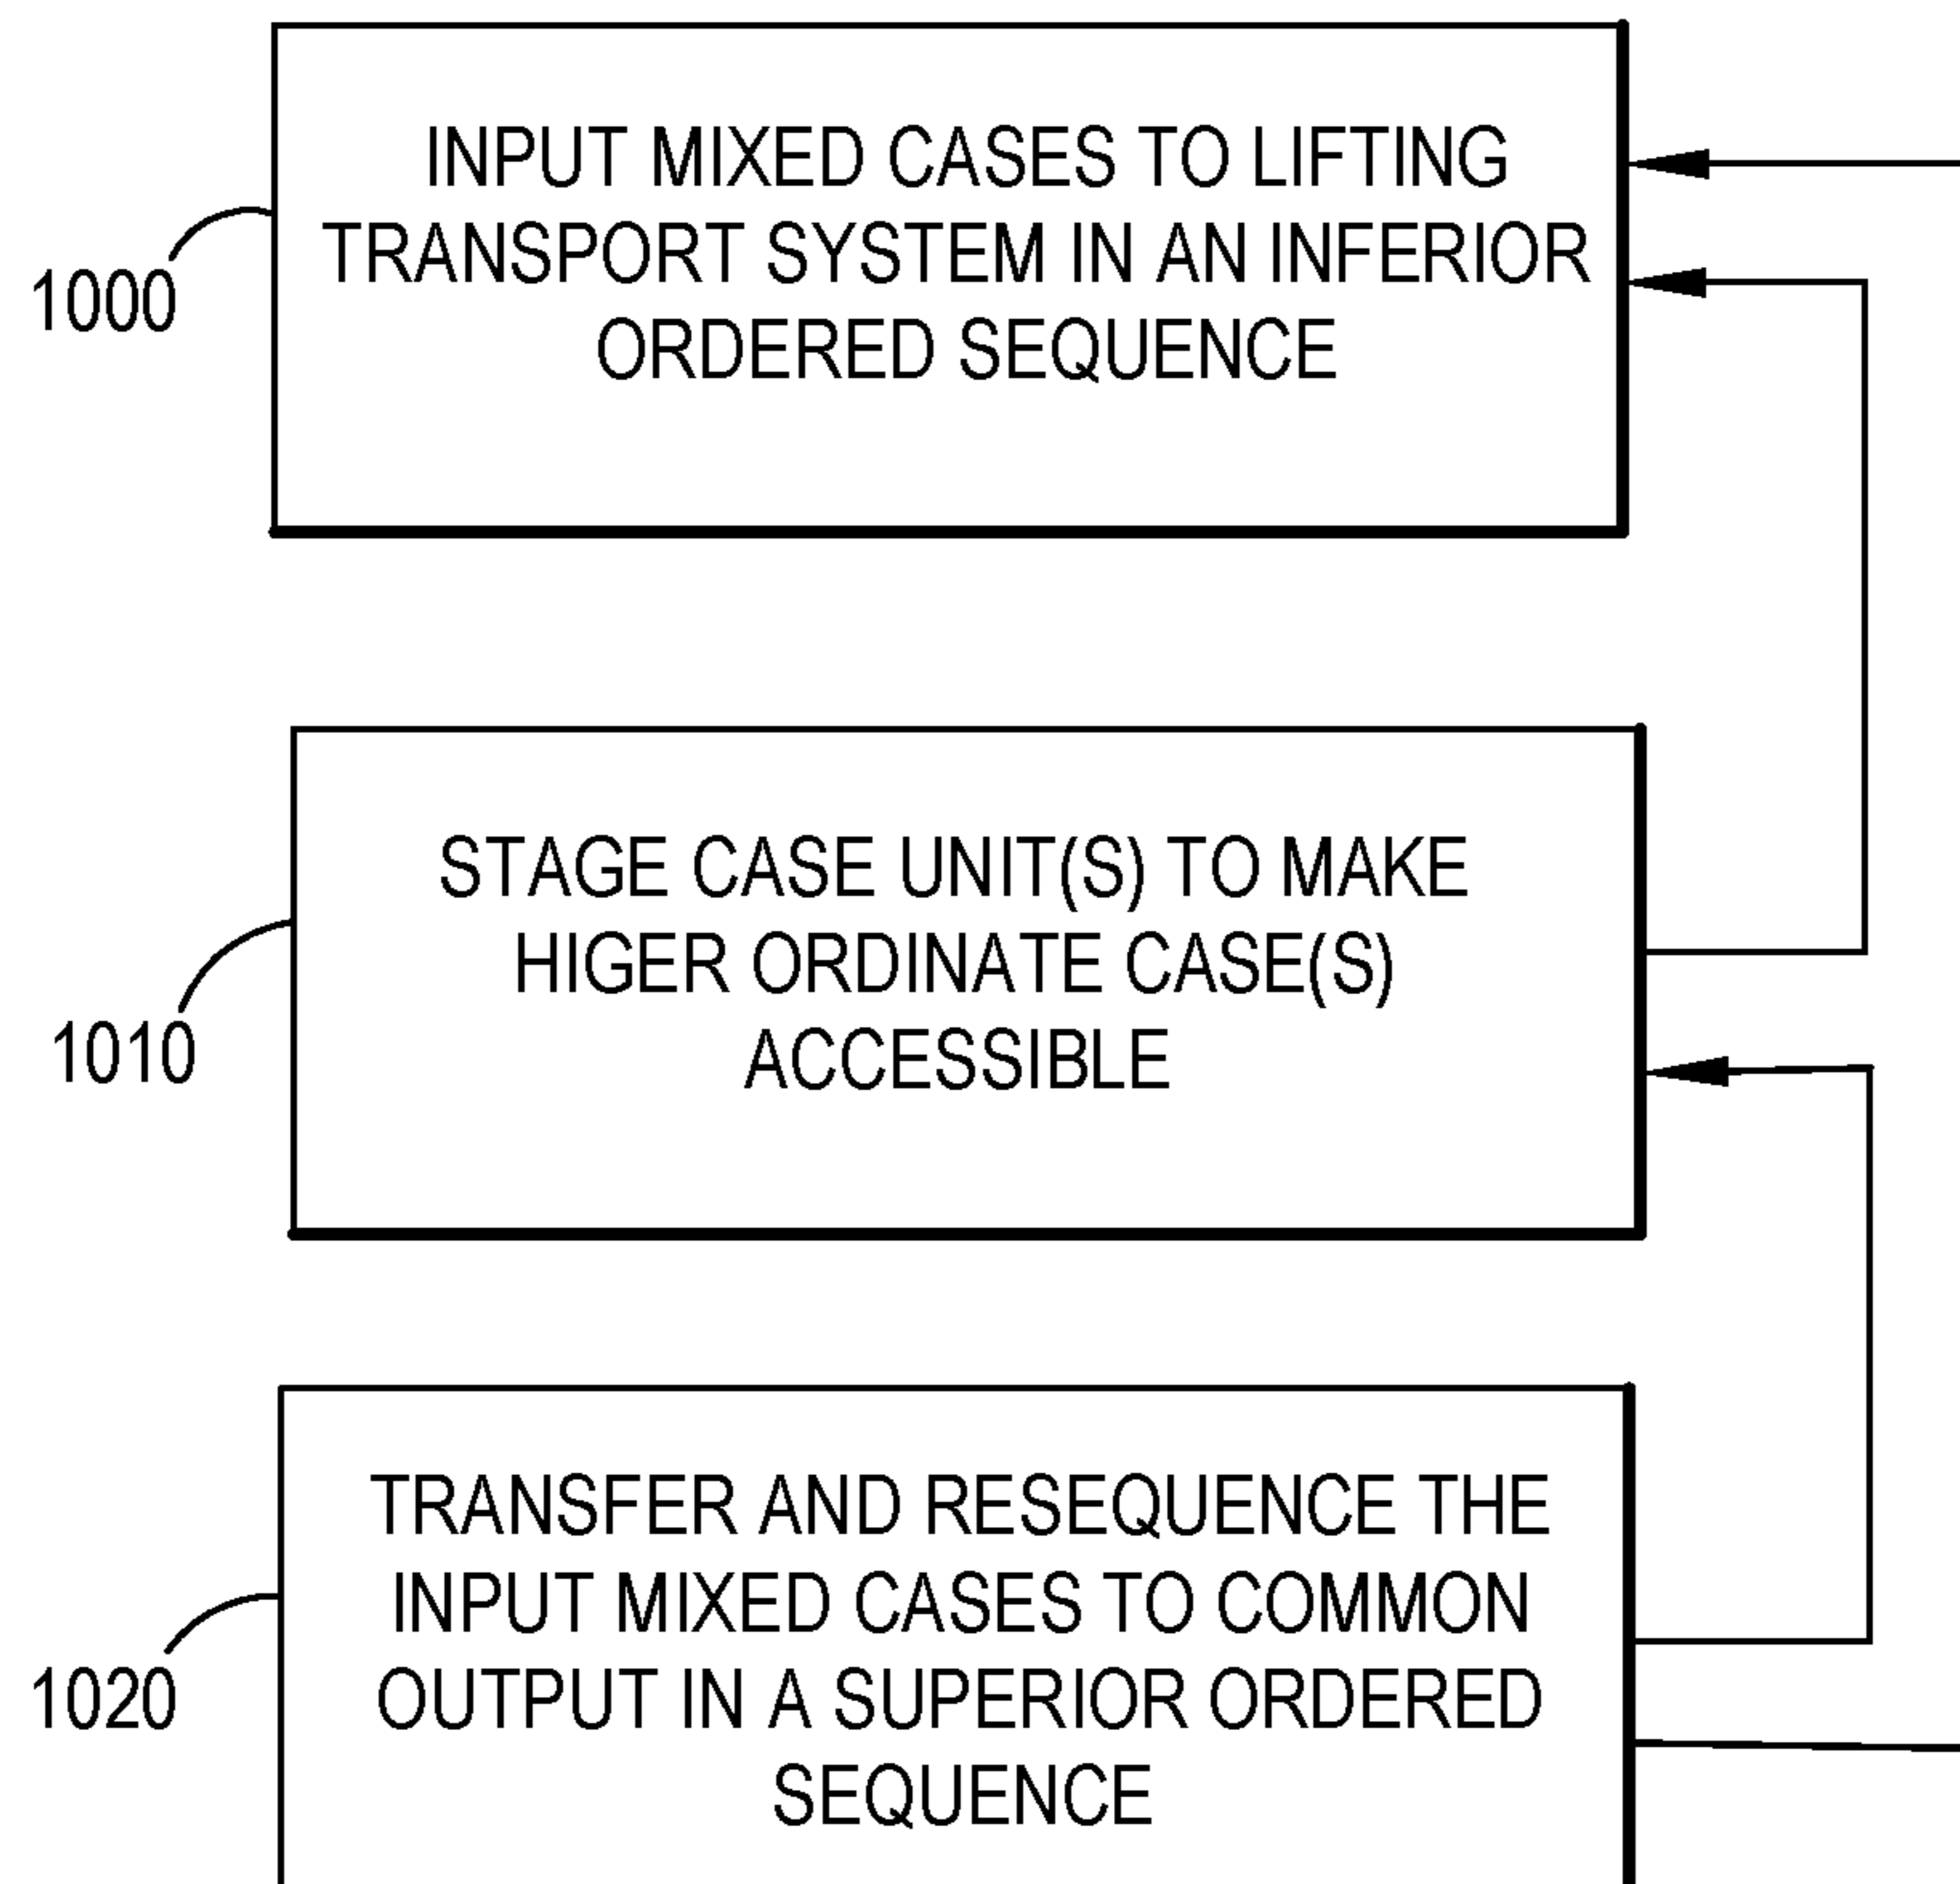 INPUT MIXED CASES TO LIFTING
TRANSPORT SYSTEM IN AN INFERIOR
ORDERED SEQUENCE
1000
STAGE CASE UNIT(S) TO MAKE
HIGER ORDINATE CASE(S)
ACCESSIBLE
1010
TRANSFER AND RESEQUENCE THE
INPUT MIXED CASES TO COMMON
OUTPUT IN A SUPERIOR ORDERED
SEQUENCE
1020